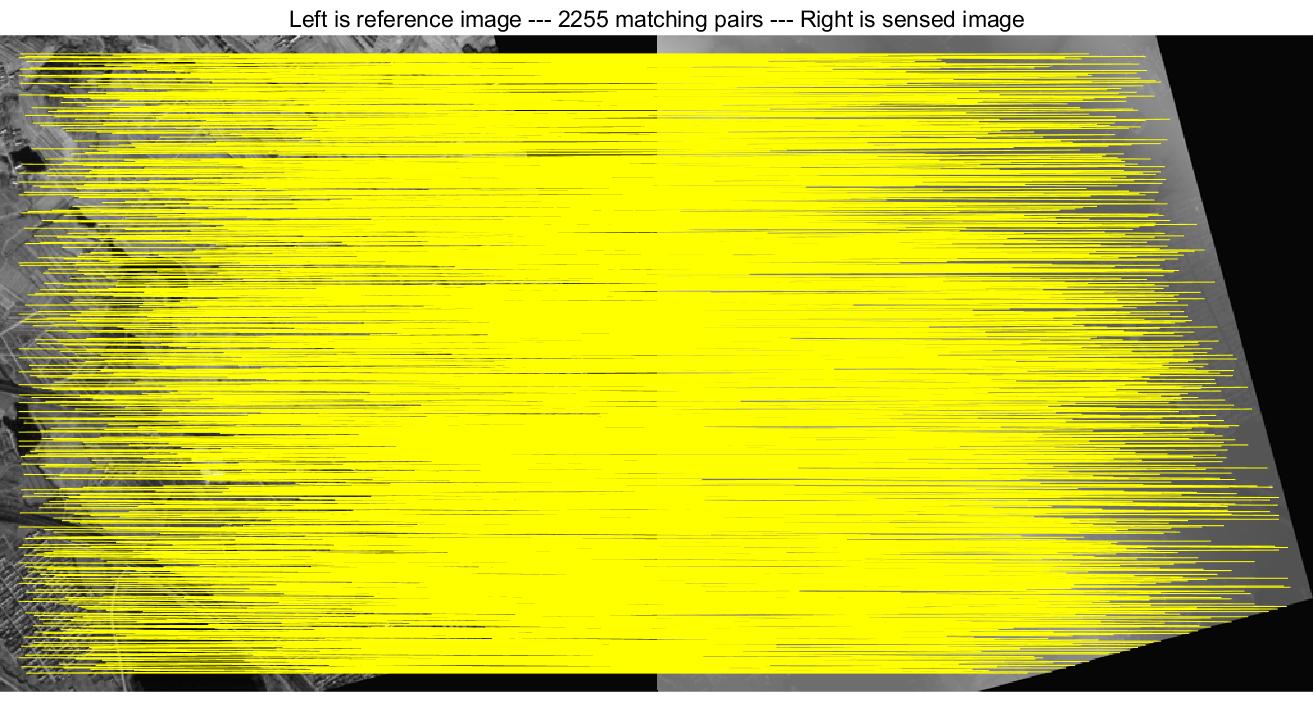 Left is reference image --- 2255 matching pairs --- Right is sensed image